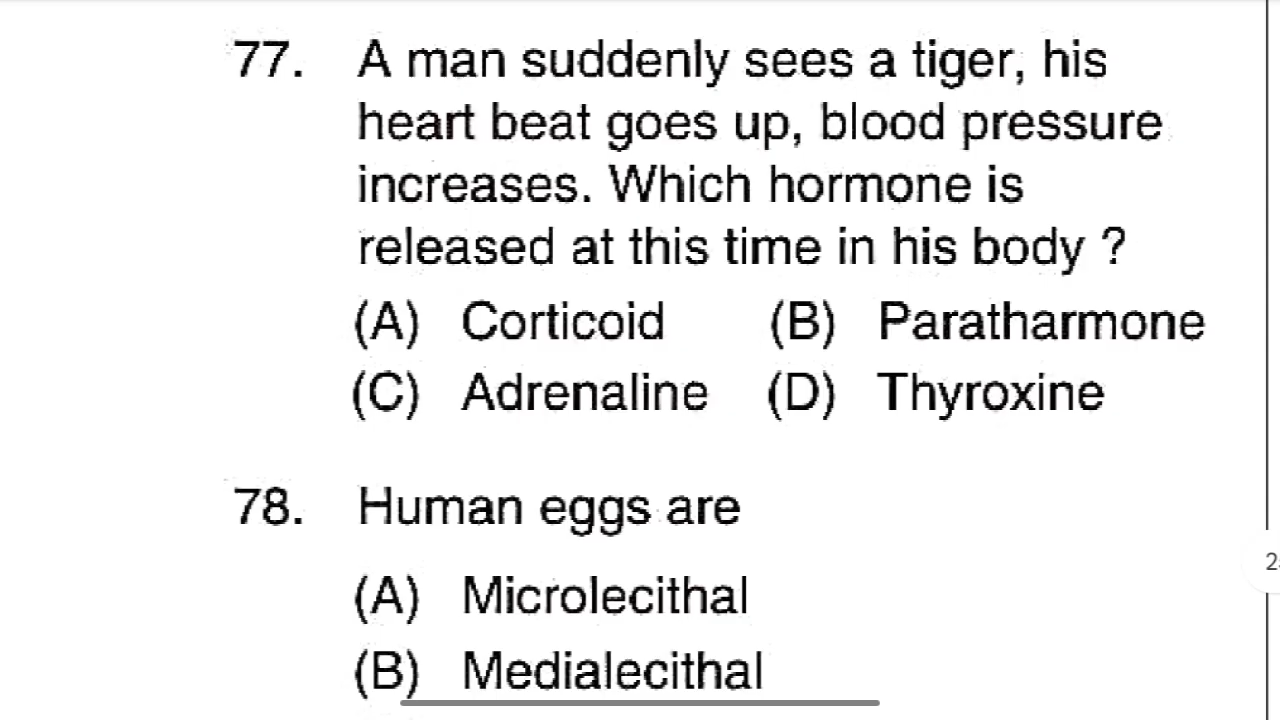 77. A man suddenly sees a tiger, his
heart beat goes up, blood pressure
increases. Which hormone is
released at this time in his body ?
(A) Corticoid (B) Paratharmone
(C) Adrenaline (D) Thyroxine
78. Human eggs are
(A) Microlecithal
(B) Medialecithal